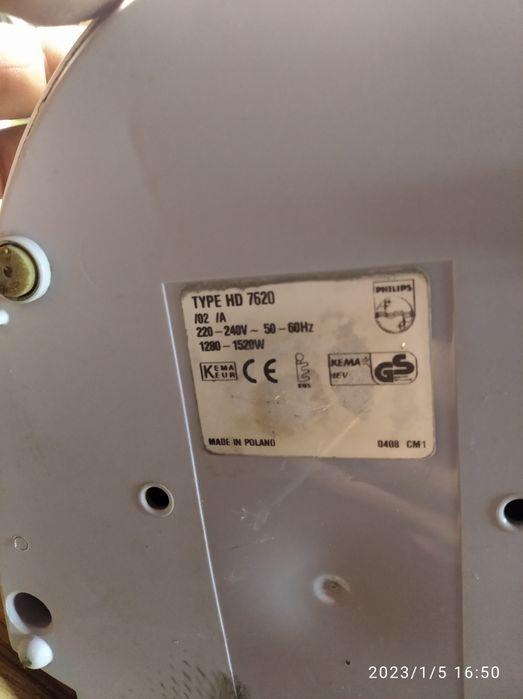 TYPE HD 7620
/02 /A
220-240V ~ 50-60Hz
1280-1520W
PHILIPS
KEMA
KEUR
CE
KEMA
GS
MADE IN POLAND
0408 CM1
2023/1/5 16:50